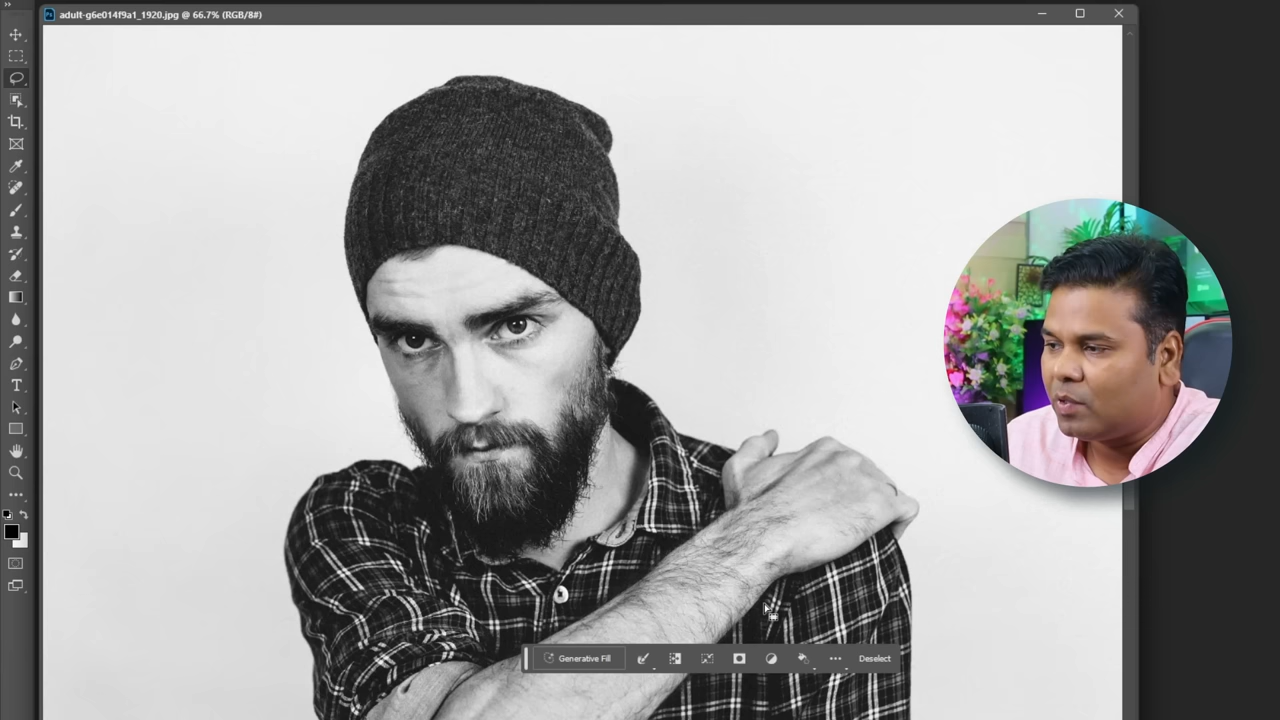 adult-g6e014f9a1_1920.jpg @ 66.7% (RGB/8#)
Generative Fill
Deselect